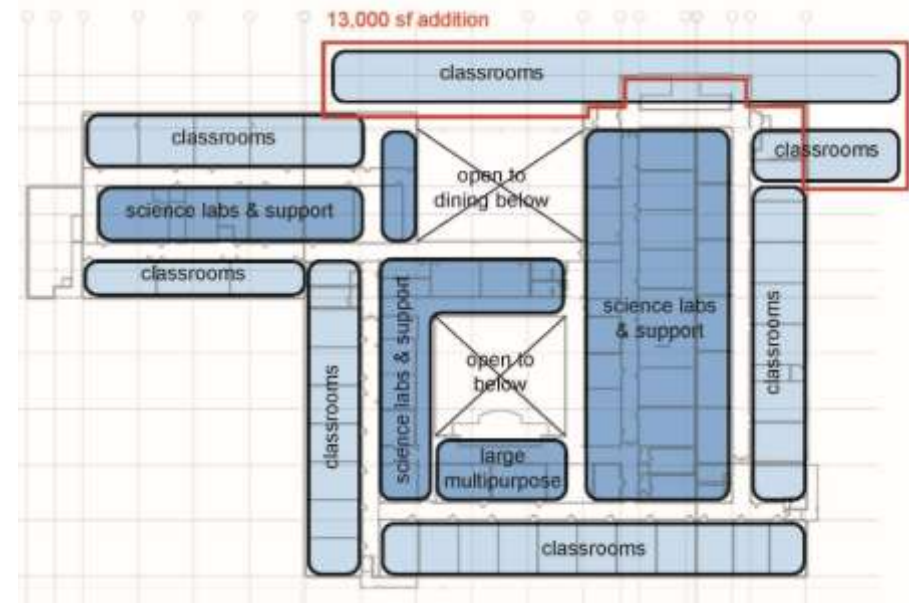 13,000 sf addition
classrooms
classrooms
classrooms
open to
dining below
science labs & support
classrooms
science labs & support
science labs
& support
classrooms
open to
below
classrooms
large
multipurpose
classrooms